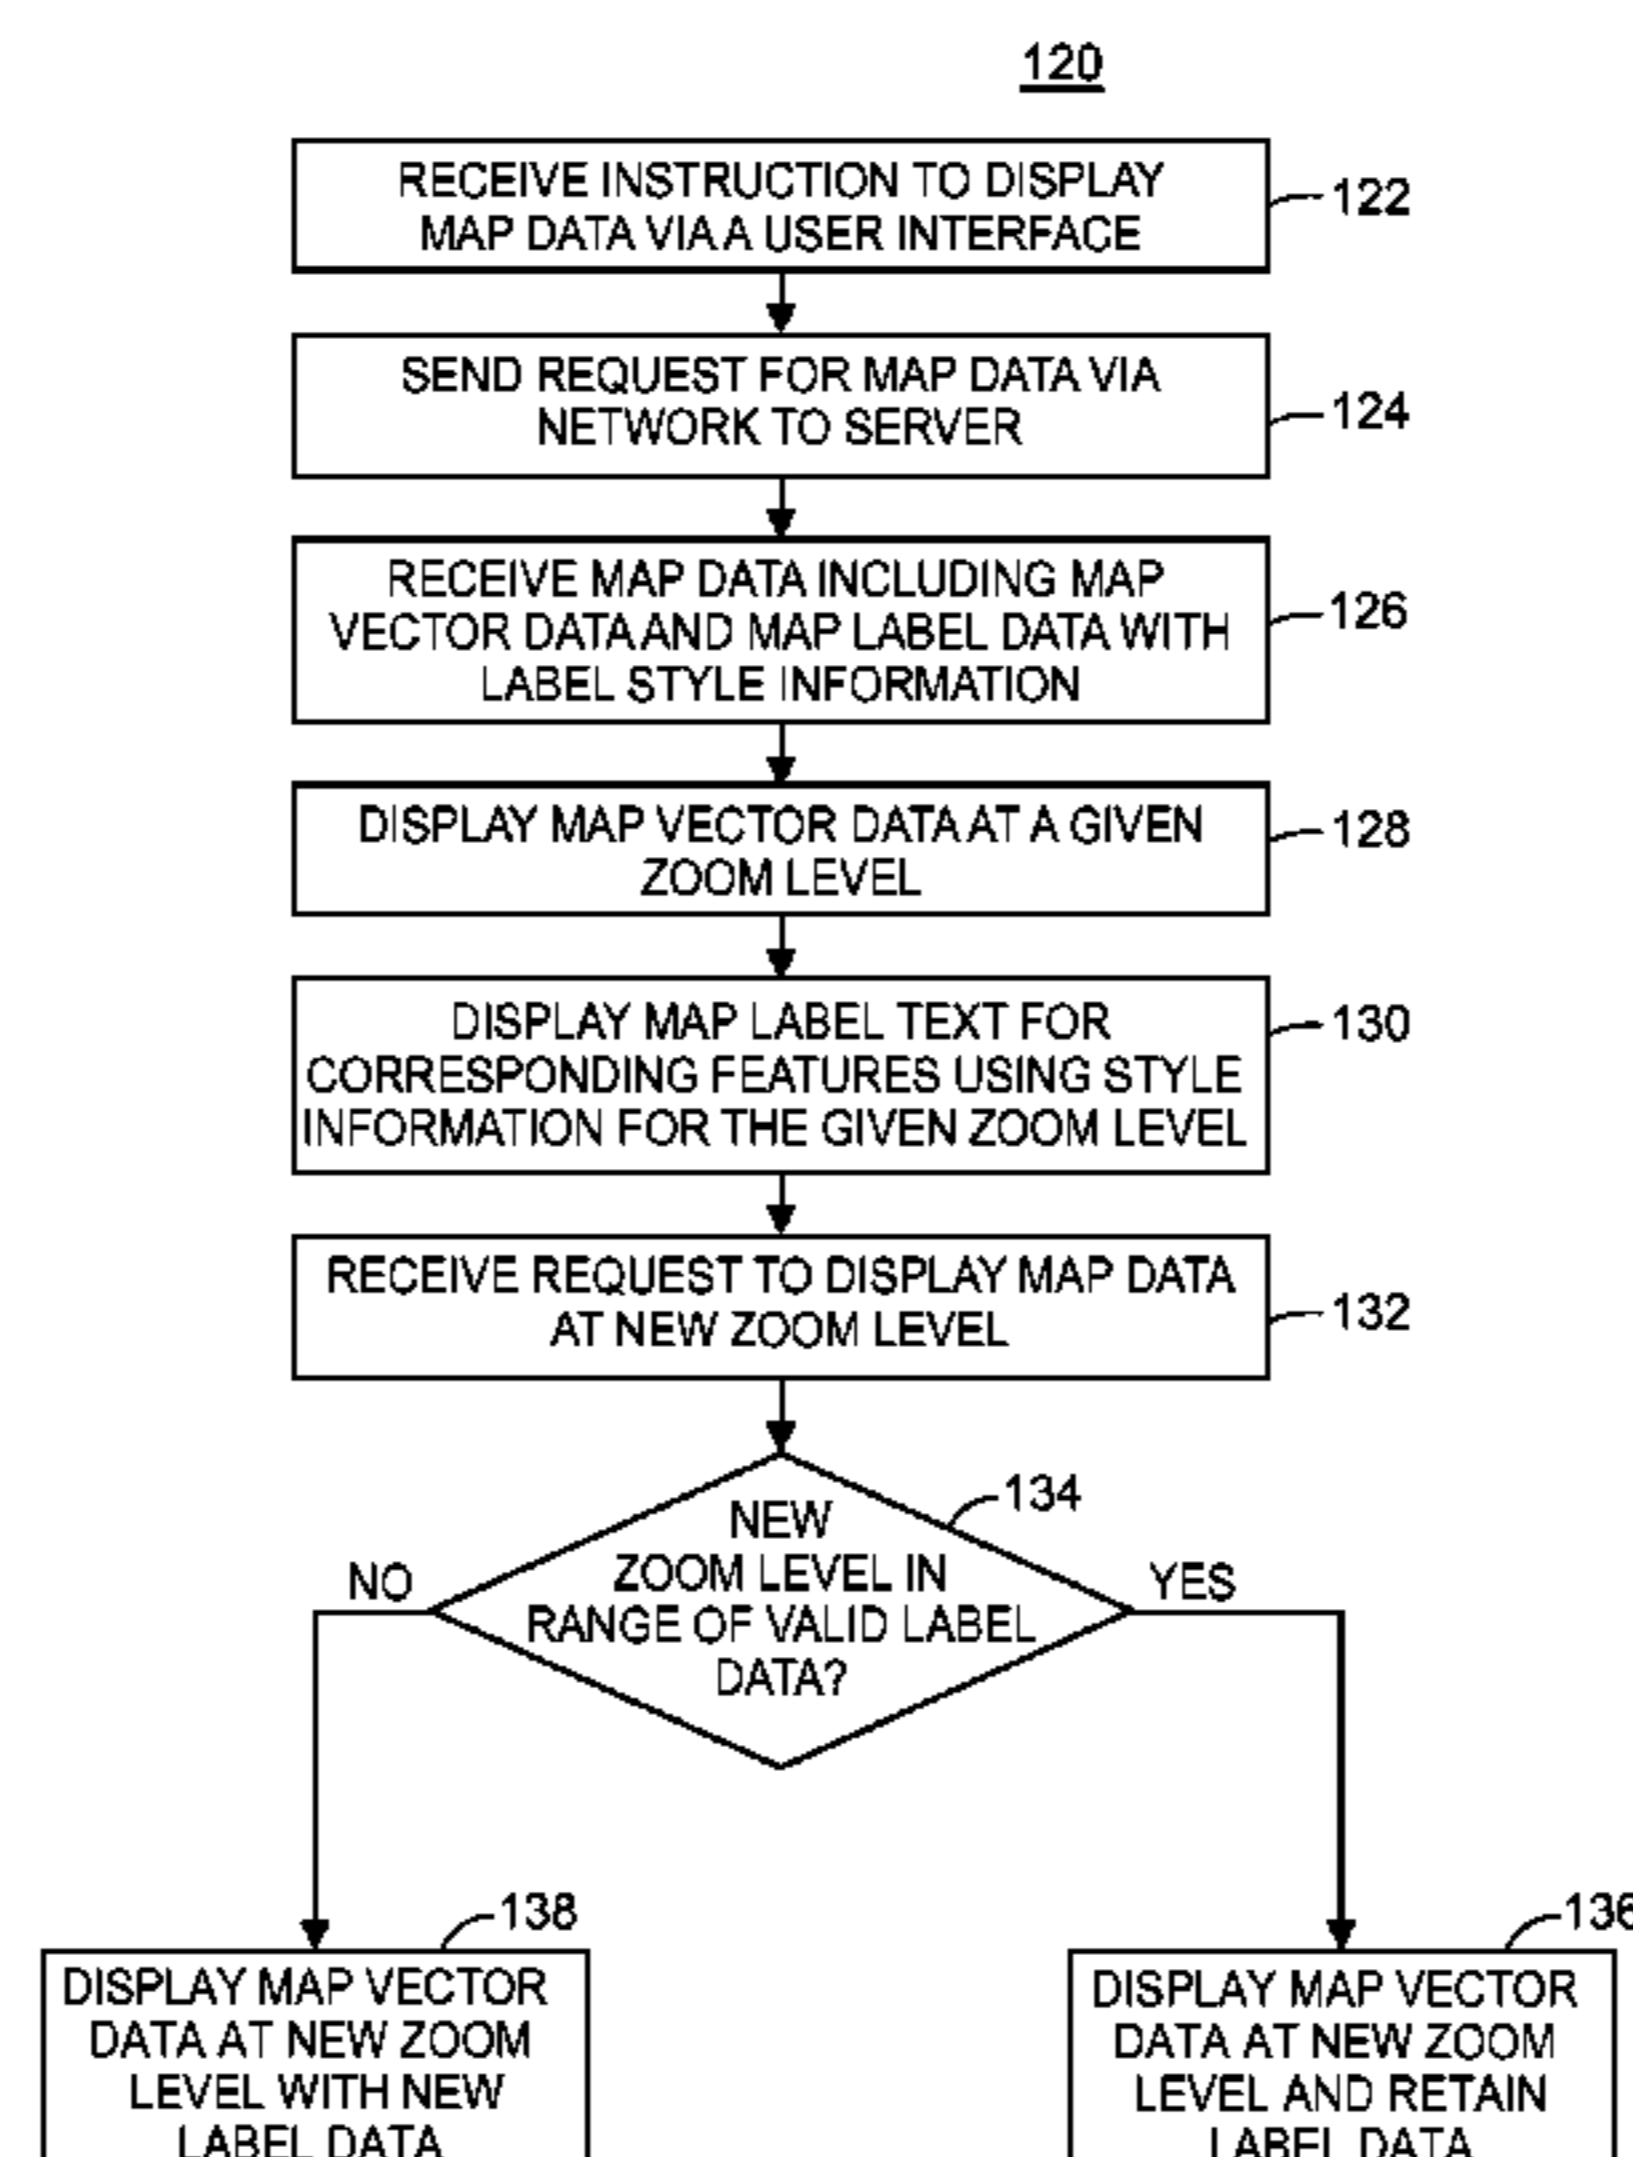 120
RECEIVE INSTRUCTION TO DISPLAY
MAP DATA VIA A USER INTERFACE
122
SEND REQUEST FOR MAP DATA VIA
NETWORK TO SERVER
124
RECEIVE MAP DATA INCLUDING MAP
VECTOR DATA AND MAP LABEL DATA WITH
LABEL STYLE INFORMATION
126
DISPLAY MAP VECTOR DATA AT A GIVEN
ZOOM LEVEL
128
DISPLAY MAP LABEL TEXT FOR
CORRESPONDING FEATURES USING STYLE
INFORMATION FOR THE GIVEN ZOOM LEVEL
130
RECEIVE REQUEST TO DISPLAY MAP DATA
AT NEW ZOOM LEVEL
132
NEW
ZOOM LEVEL IN
RANGE OF VALID LABEL
DATA?
134
NO
YES
138
DISPLAY MAP VECTOR
DATA AT NEW ZOOM
LEVEL WITH NEW
LABEL DATA
136
DISPLAY MAP VECTOR
DATA AT NEW ZOOM
LEVEL AND RETAIN
LABEL DATA